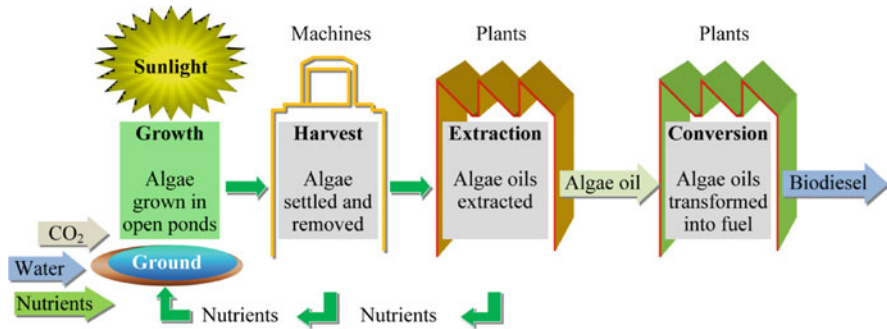 Machines
Plants
Plants
Sunlight
Growth
Algae
grown in
open ponds
Harvest
Algae
settled and
removed
Extraction
Algae oils
extracted
Algae oil
Conversion
Algae oils
transformed
into fuel
Biodiesel
CO₂
Water
Nutrients
Ground
Nutrients
Nutrients